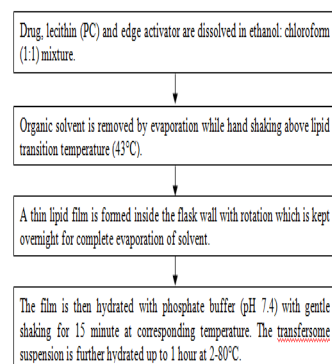 Drug, lecithin (PC) and edge activator are dissolved in ethanol: chloroform
(1:1) mixture.
Organic solvent is removed by evaporation while hand shaking above lipid
transition temperature (43°C).
A thin lipid film is formed inside the flask wall with rotation which is kept
overnight for complete evaporation of solvent.
The film is then hydrated with phosphate buffer (pH 7.4) with gentle
shaking for 15 minute at corresponding temperature. The transfersome
suspension is further hydrated up to 1 hour at 2-80°C.